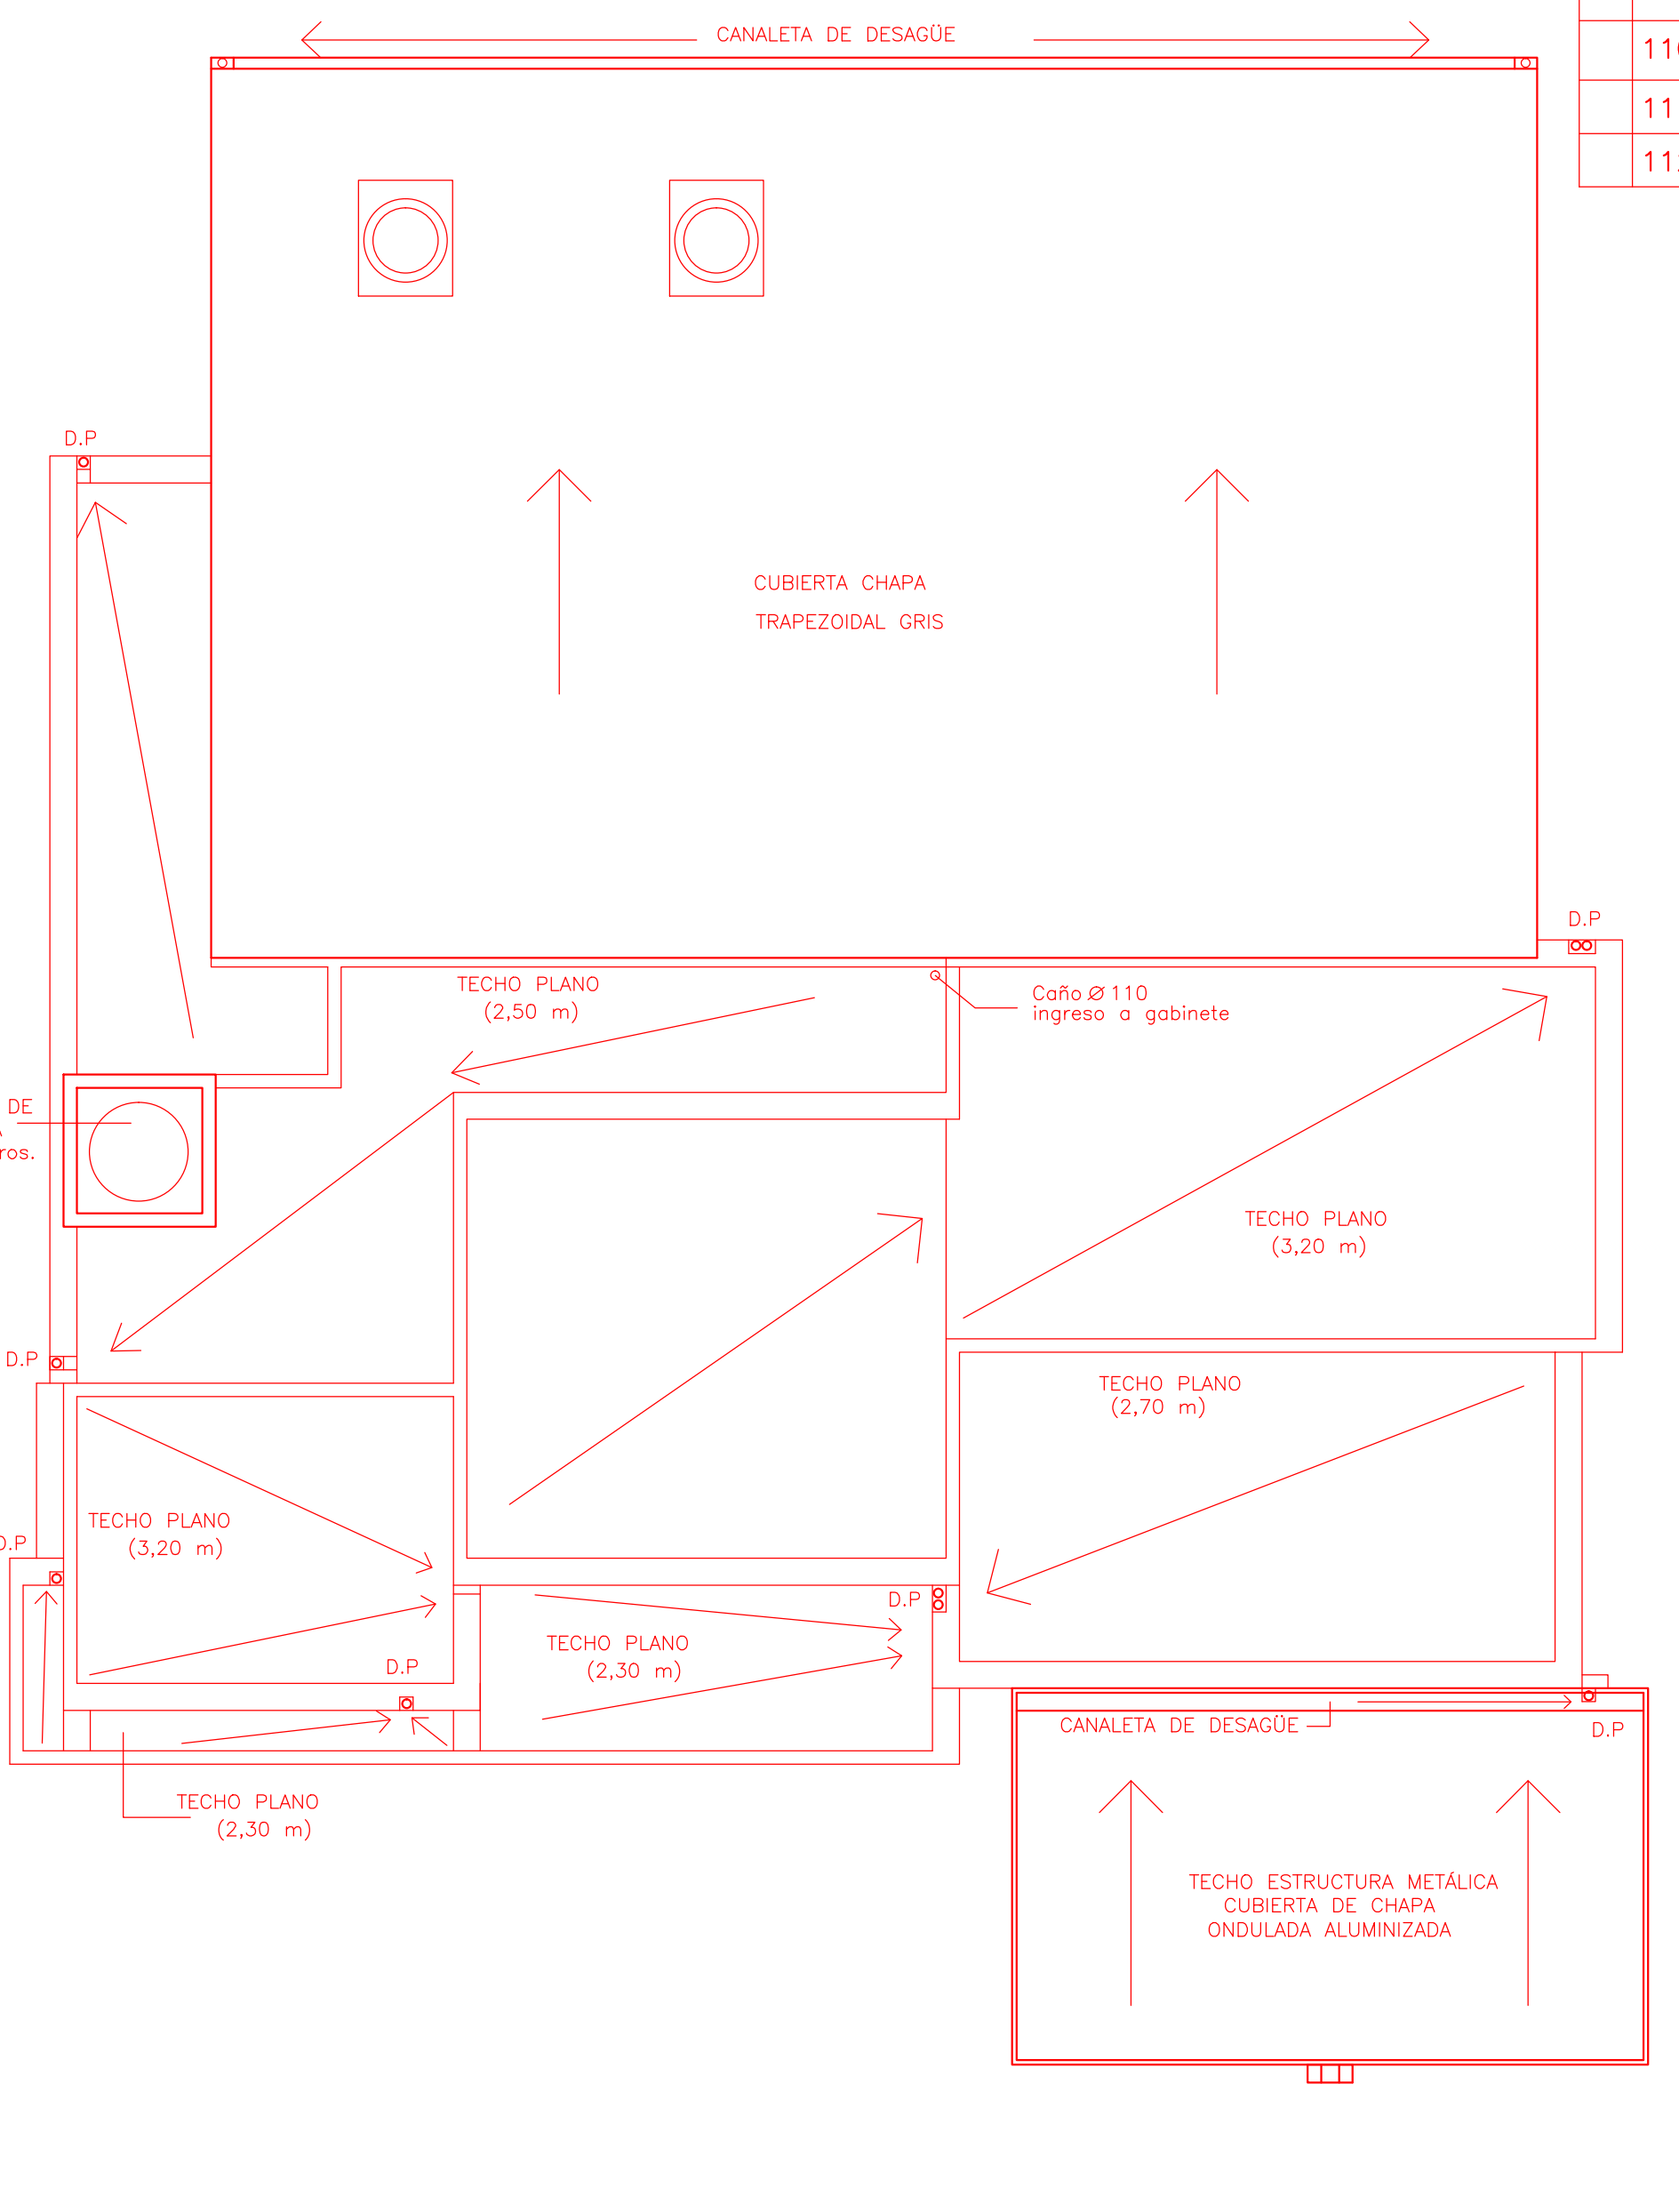 CANALETA DE DESAGÜE
D.P
CUBIERTA CHAPA
TRAPEZOIDAL GRIS
D.P
TECHO PLANO
(2,50 m)
Caño Ø 110
ingreso a gabinete
DE
ros.
TECHO PLANO
(3,20 m)
D.P
TECHO PLANO
(2,70 m)
TECHO PLANO
(3,20 m)
D.P
D.P
TECHO PLANO
(2,30 m)
D.P
CANALETA DE DESAGÜE
D.P
TECHO PLANO
(2,30 m)
TECHO ESTRUCTURA METÁLICA
CUBIERTA DE CHAPA
ONDULADA ALUMINIZADA